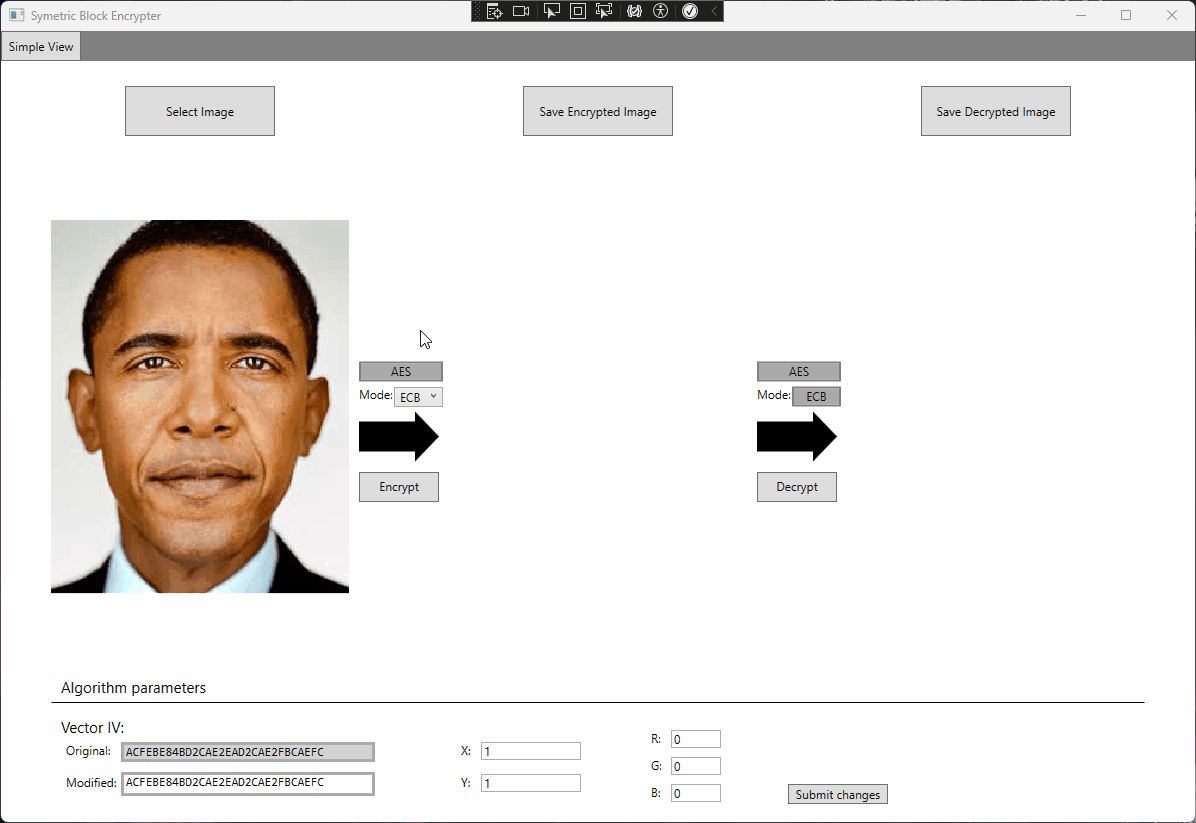 Symetric Block Encrypter
Simple View
Select Image
Save Encrypted Image
Save Decrypted Image
AES
Mode: ECB
Encrypt
AES
Mode: ECB
Decrypt
Algorithm parameters
Vector IV:
Original: ACFEBE84BD2CAE2EAD2CAE2FBCAEFC
Modified: ACFEBE84BD2CAE2EAD2CAE2FBCAEFC
X: 1
Y: 1
R: 0
G: 0
B: 0
Submit changes